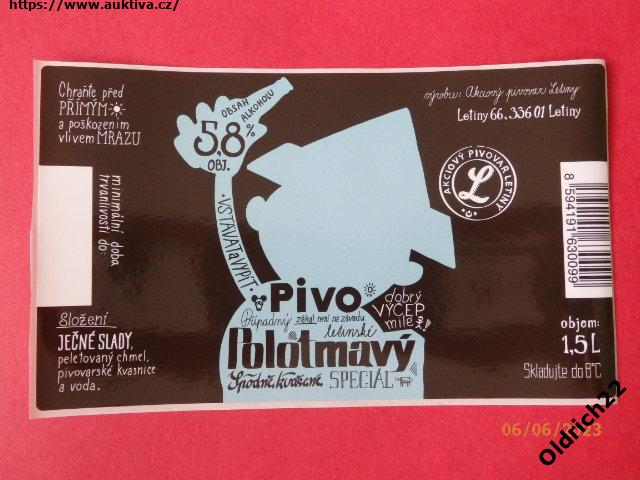 https://www.auktiva.cz/
Chraňte před
PŘÍMÝM
a poškozením
vlivem MRAZU
minimální doba
trvanlivosti do:
Složení:
JEČNÉ SLADY,
peletovaný chmel,
pivovarské kvasnice
a voda.
OBSAH
ALKOHOLU
5,8%
OBJ.
VSTÁVAT a VYPÍT
Pivo
Případný zákal není na závadu
letinské
Polotmavý
Spodně kvašené SPECIÁL
dobrý
VÝČEP
milé
výrobce: Akciový pivovar Letiny
Letiny 66, 336 01 Letiny
AKCIOVÝ PIVOVAR LETINY
L
8 594191 630099
objem:
1,5 L
Skladujte do 8°C
06/06/2023
Oldrich22